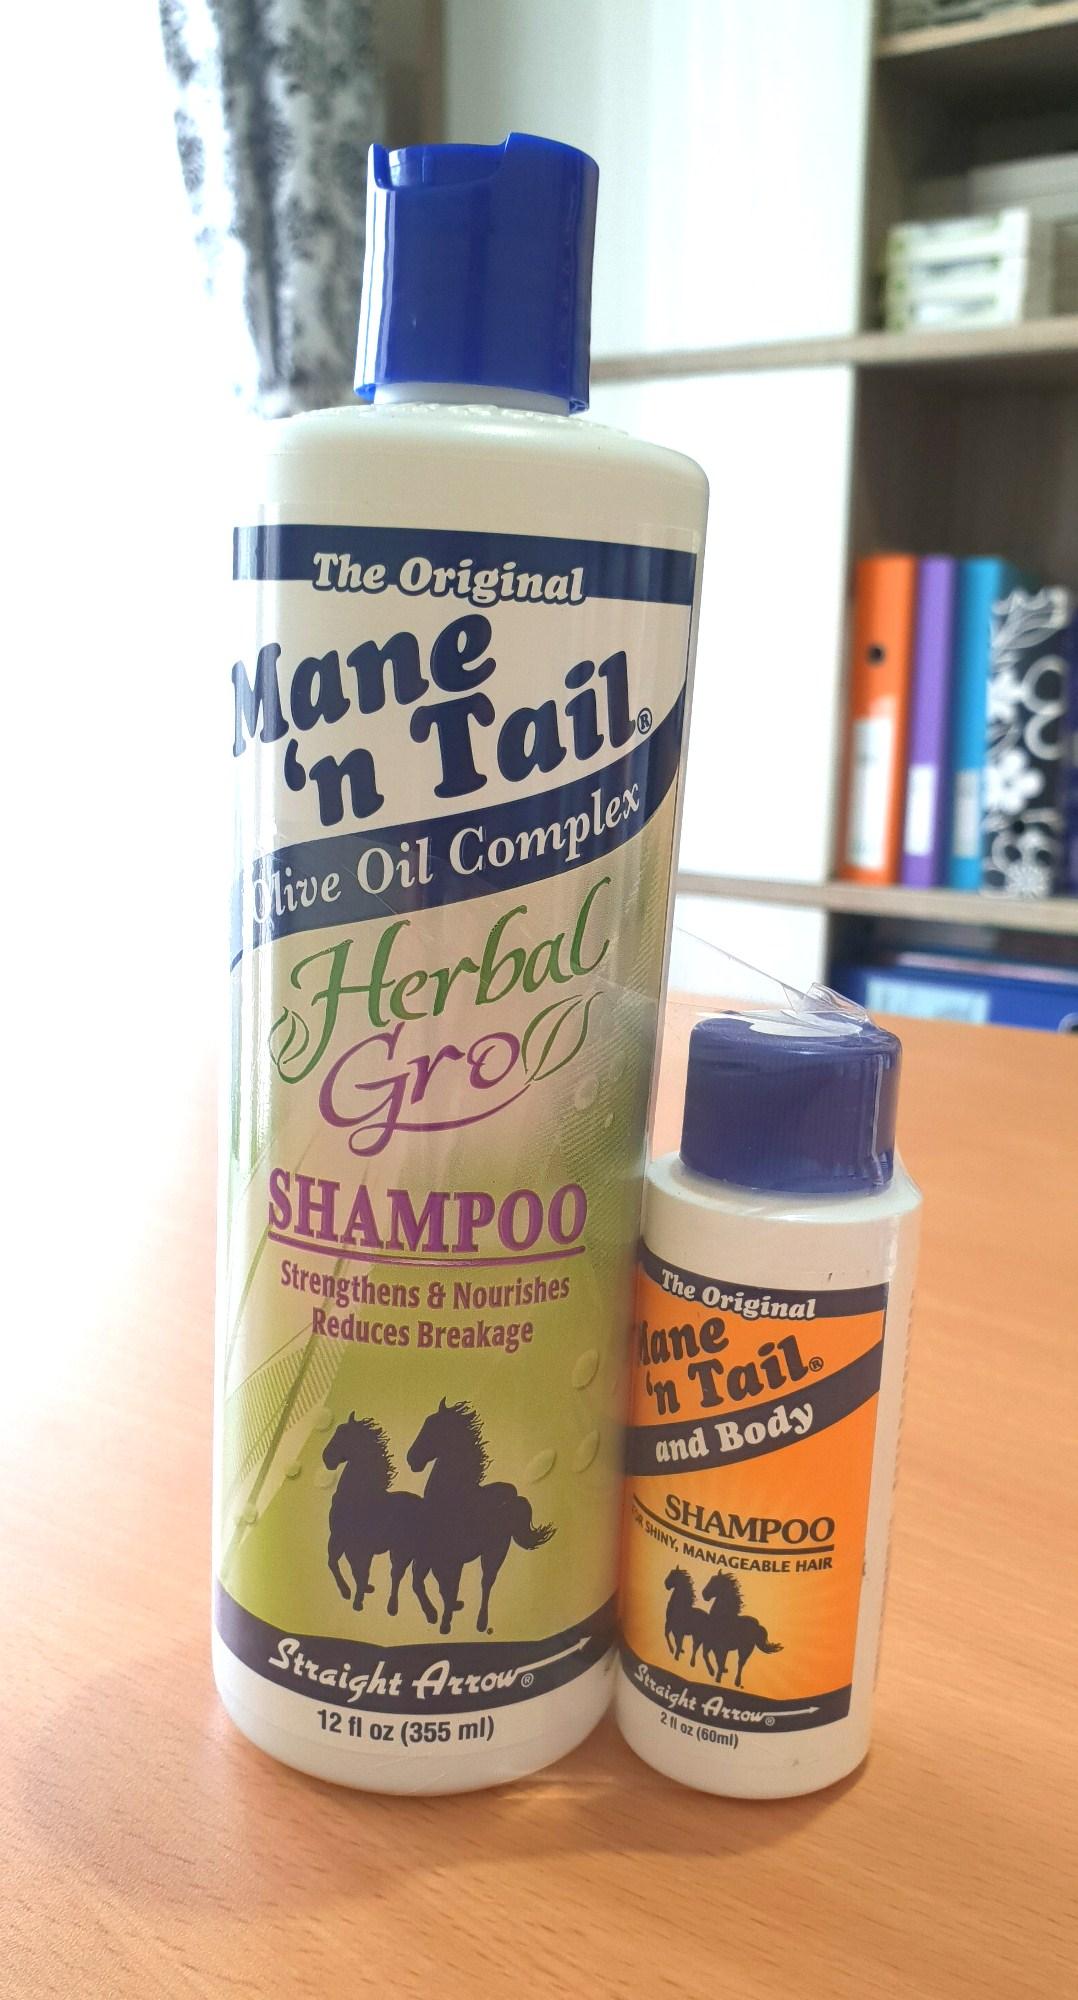 The Original
Mane
'n Tail®
Olive Oil Complex
Herbal
Gro
SHAMPOO
Strengthens & Nourishes
Reduces Breakage
Straight Arrow®
12 fl oz (355 ml)
The Original
Mane
'n Tail®
and Body
SHAMPOO
FOR SHINY, MANAGEABLE HAIR
Straight Arrow®
2 fl oz (60ml)